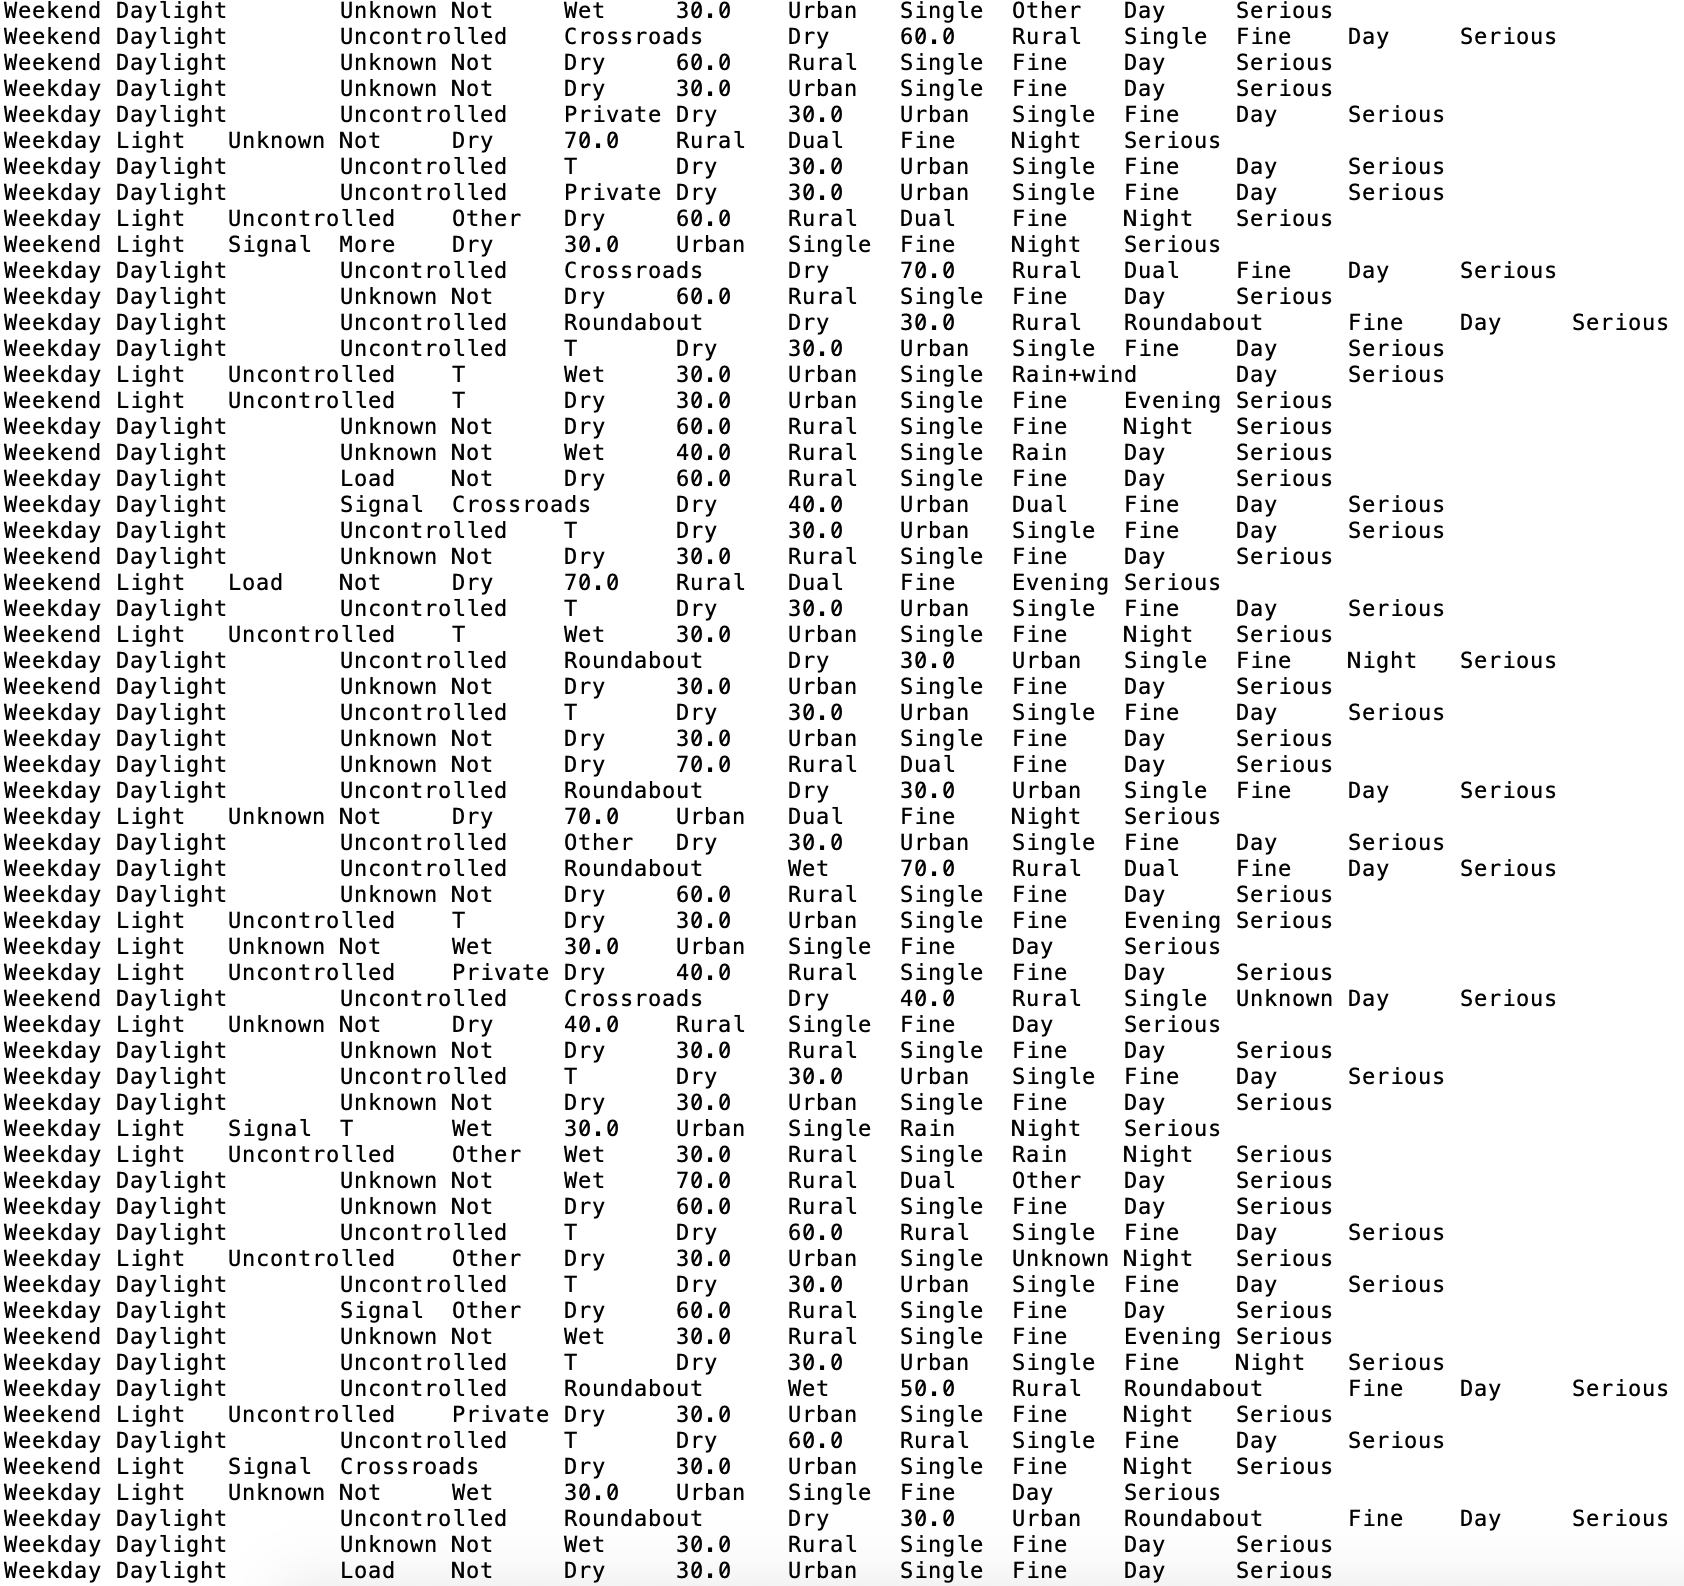 Weekend Daylight Unknown Not Wet 30.0 Urban Single Other Day Serious
Weekend Daylight Uncontrolled Crossroads Dry 60.0 Rural Single Fine Day Serious
Weekend Daylight Unknown Not Dry 60.0 Rural Single Fine Day Serious
Weekday Daylight Unknown Not Dry 30.0 Urban Single Fine Day Serious
Weekday Daylight Uncontrolled Private Dry 30.0 Urban Single Fine Day Serious
Weekday Light Unknown Not Dry 70.0 Rural Dual Fine Night Serious
Weekday Daylight Uncontrolled T Dry 30.0 Urban Single Fine Day Serious
Weekday Daylight Uncontrolled Private Dry 30.0 Urban Single Fine Day Serious
Weekday Light Uncontrolled Other Dry 60.0 Rural Dual Fine Night Serious
Weekend Light Signal More Dry 30.0 Urban Single Fine Night Serious
Weekday Daylight Uncontrolled Crossroads Dry 70.0 Rural Dual Fine Day Serious
Weekday Daylight Unknown Not Dry 60.0 Rural Single Fine Day Serious
Weekday Daylight Uncontrolled Roundabout Dry 30.0 Rural Roundabout Fine Day Serious
Weekday Daylight Uncontrolled T Dry 30.0 Urban Single Fine Day Serious
Weekday Light Uncontrolled T Wet 30.0 Urban Single Rain+wind Day Serious
Weekend Light Uncontrolled T Dry 30.0 Urban Single Fine Evening Serious
Weekday Daylight Unknown Not Dry 60.0 Rural Single Fine Night Serious
Weekend Daylight Unknown Not Wet 40.0 Rural Single Rain Day Serious
Weekday Daylight Load Not Dry 60.0 Rural Single Fine Day Serious
Weekday Daylight Signal Crossroads Dry 40.0 Urban Dual Fine Day Serious
Weekday Daylight Uncontrolled T Dry 30.0 Urban Single Fine Day Serious
Weekend Daylight Unknown Not Dry 30.0 Rural Single Fine Day Serious
Weekend Light Load Not Dry 70.0 Rural Dual Fine Evening Serious
Weekday Daylight Uncontrolled T Dry 30.0 Urban Single Fine Day Serious
Weekend Light Uncontrolled T Wet 30.0 Urban Single Fine Night Serious
Weekday Daylight Uncontrolled Roundabout Dry 30.0 Urban Single Fine Night Serious
Weekend Daylight Unknown Not Dry 30.0 Urban Single Fine Day Serious
Weekday Daylight Uncontrolled T Dry 30.0 Urban Single Fine Day Serious
Weekday Daylight Unknown Not Dry 30.0 Urban Single Fine Day Serious
Weekday Daylight Unknown Not Dry 70.0 Rural Dual Fine Day Serious
Weekday Daylight Uncontrolled Roundabout Dry 30.0 Urban Single Fine Day Serious
Weekday Light Unknown Not Dry 70.0 Urban Dual Fine Night Serious
Weekday Daylight Uncontrolled Other Dry 30.0 Urban Single Fine Day Serious
Weekday Daylight Uncontrolled Roundabout Wet 70.0 Rural Dual Fine Day Serious
Weekday Daylight Unknown Not Dry 60.0 Rural Single Fine Day Serious
Weekday Light Uncontrolled T Dry 30.0 Urban Single Fine Evening Serious
Weekday Light Unknown Not Wet 30.0 Urban Single Fine Day Serious
Weekday Light Uncontrolled Private Dry 40.0 Rural Single Fine Day Serious
Weekend Daylight Uncontrolled Crossroads Dry 40.0 Rural Single Unknown Day Serious
Weekday Light Unknown Not Dry 40.0 Rural Single Fine Day Serious
Weekday Daylight Unknown Not Dry 30.0 Rural Single Fine Day Serious
Weekday Daylight Uncontrolled T Dry 30.0 Urban Single Fine Day Serious
Weekday Daylight Unknown Not Dry 30.0 Urban Single Fine Day Serious
Weekday Light Signal T Wet 30.0 Urban Single Rain Night Serious
Weekday Light Uncontrolled Other Wet 30.0 Rural Single Rain Night Serious
Weekday Daylight Unknown Not Wet 70.0 Rural Dual Other Day Serious
Weekday Daylight Unknown Not Dry 60.0 Rural Single Fine Day Serious
Weekday Daylight Uncontrolled T Dry 60.0 Rural Single Fine Day Serious
Weekday Light Uncontrolled Other Dry 30.0 Urban Single Unknown Night Serious
Weekday Daylight Uncontrolled T Dry 30.0 Urban Single Fine Day Serious
Weekday Daylight Signal Other Dry 60.0 Rural Single Fine Day Serious
Weekend Daylight Unknown Not Wet 30.0 Rural Single Fine Evening Serious
Weekday Daylight Uncontrolled T Dry 30.0 Urban Single Fine Night Serious
Weekday Daylight Uncontrolled Roundabout Wet 50.0 Rural Roundabout Fine Day Serious
Weekend Light Uncontrolled Private Dry 30.0 Urban Single Fine Night Serious
Weekday Daylight Uncontrolled T Dry 60.0 Rural Single Fine Day Serious
Weekend Light Signal Crossroads Dry 30.0 Urban Single Fine Night Serious
Weekday Light Unknown Not Wet 30.0 Urban Single Fine Day Serious
Weekday Daylight Uncontrolled Roundabout Dry 30.0 Urban Roundabout Fine Day Serious
Weekday Daylight Unknown Not Wet 30.0 Rural Single Fine Day Serious
Weekday Daylight Load Not Dry 30.0 Urban Single Fine Day Serious